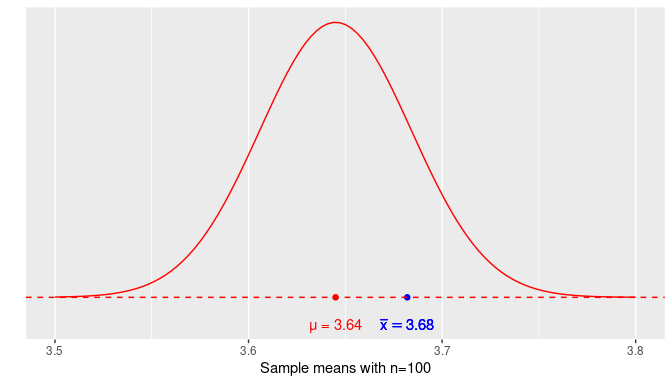 μ = 3.64 x̅ = 3.68
3.5 3.6 3.7 3.8
Sample means with n=100